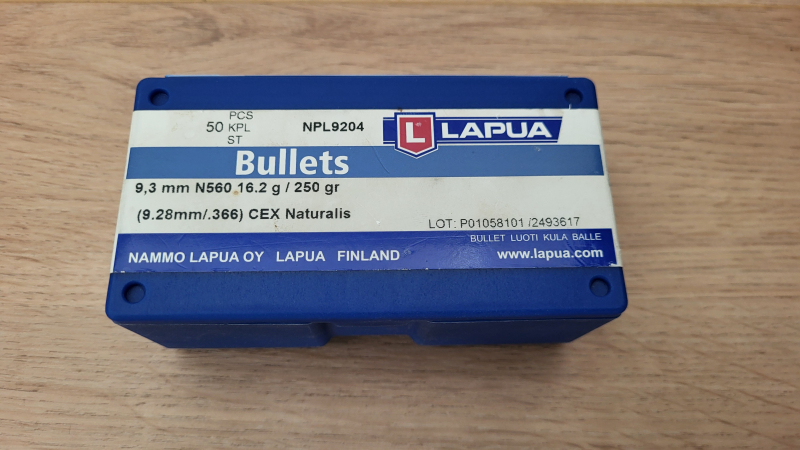 PCS
50 KPL
ST
NPL9204
L LAPUA
Bullets
9,3 mm N560 16.2 g / 250 gr
(9.28mm/.366) CEX Naturalis
LOT: P01058101 /2493617
BULLET LUOTI KULA BALLE
NAMMO LAPUA OY LAPUA FINLAND
www.lapua.com